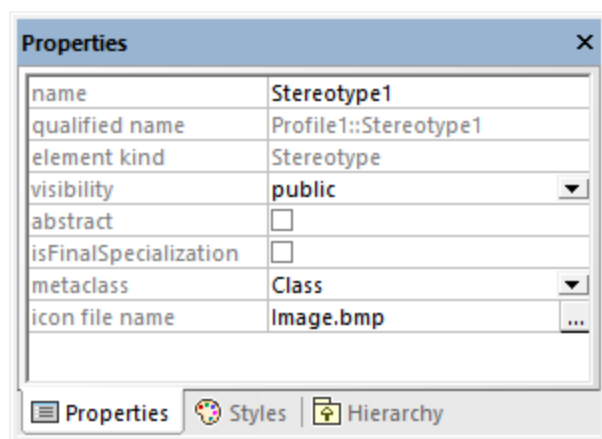 Properties
name Stereotype1
qualified name Profile1::Stereotype1
element kind Stereotype
visibility public
abstract
isFinalSpecialization
metaclass Class
icon file name Image.bmp ...
Properties Styles Hierarchy